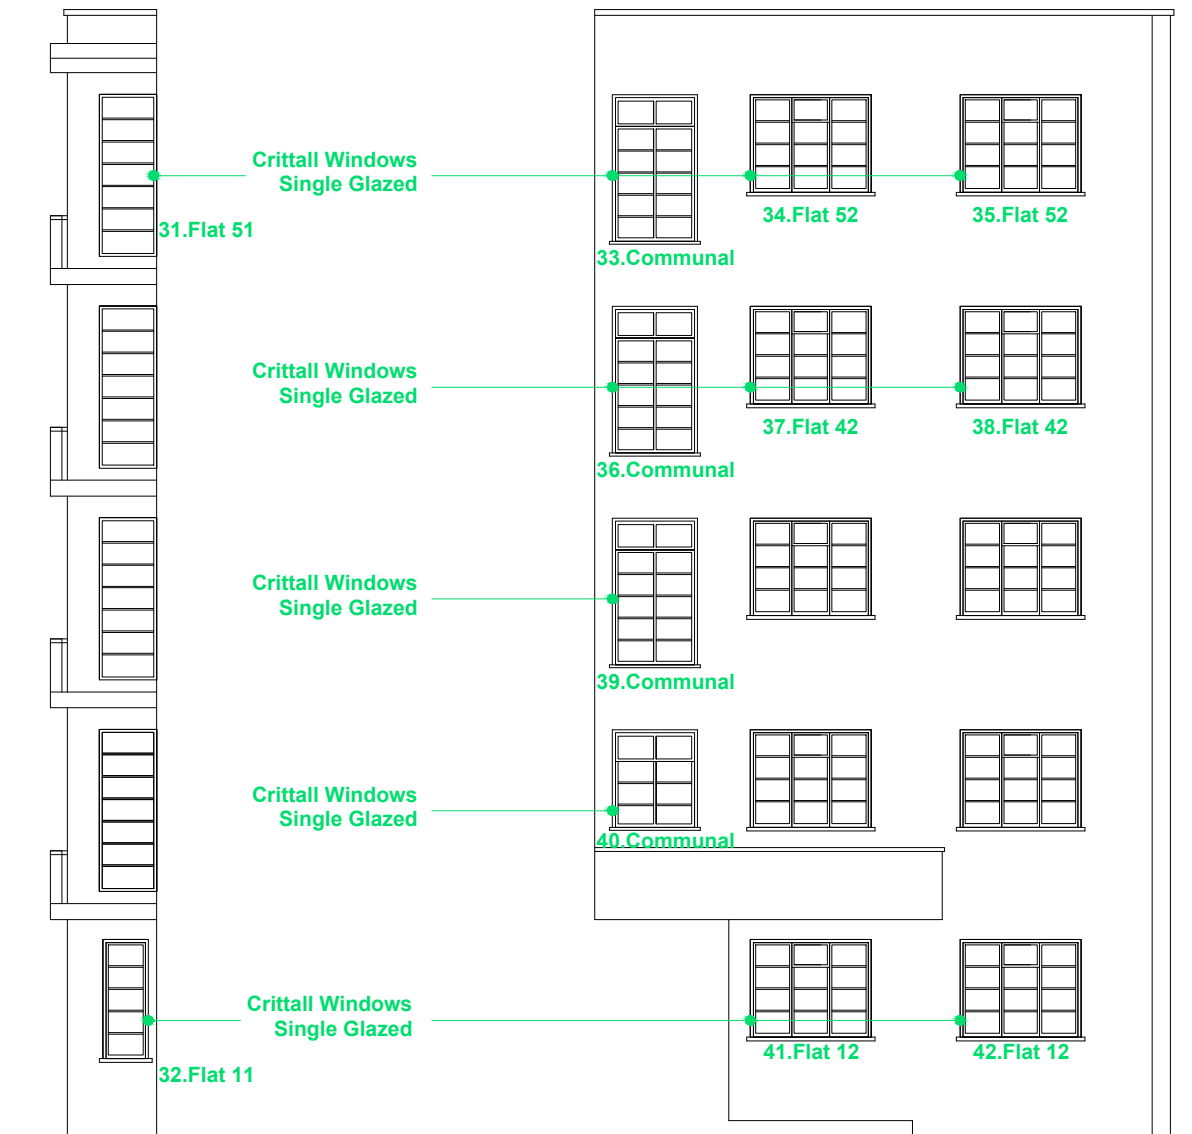 Crittall Windows
Single Glazed
31.Flat 51
34.Flat 52
35.Flat 52
33.Communal
Crittall Windows
Single Glazed
37.Flat 42
38.Flat 42
36.Communal
Crittall Windows
Single Glazed
39.Communal
Crittall Windows
Single Glazed
40.Communal
Crittall Windows
Single Glazed
41.Flat 12
42.Flat 12
32.Flat 11